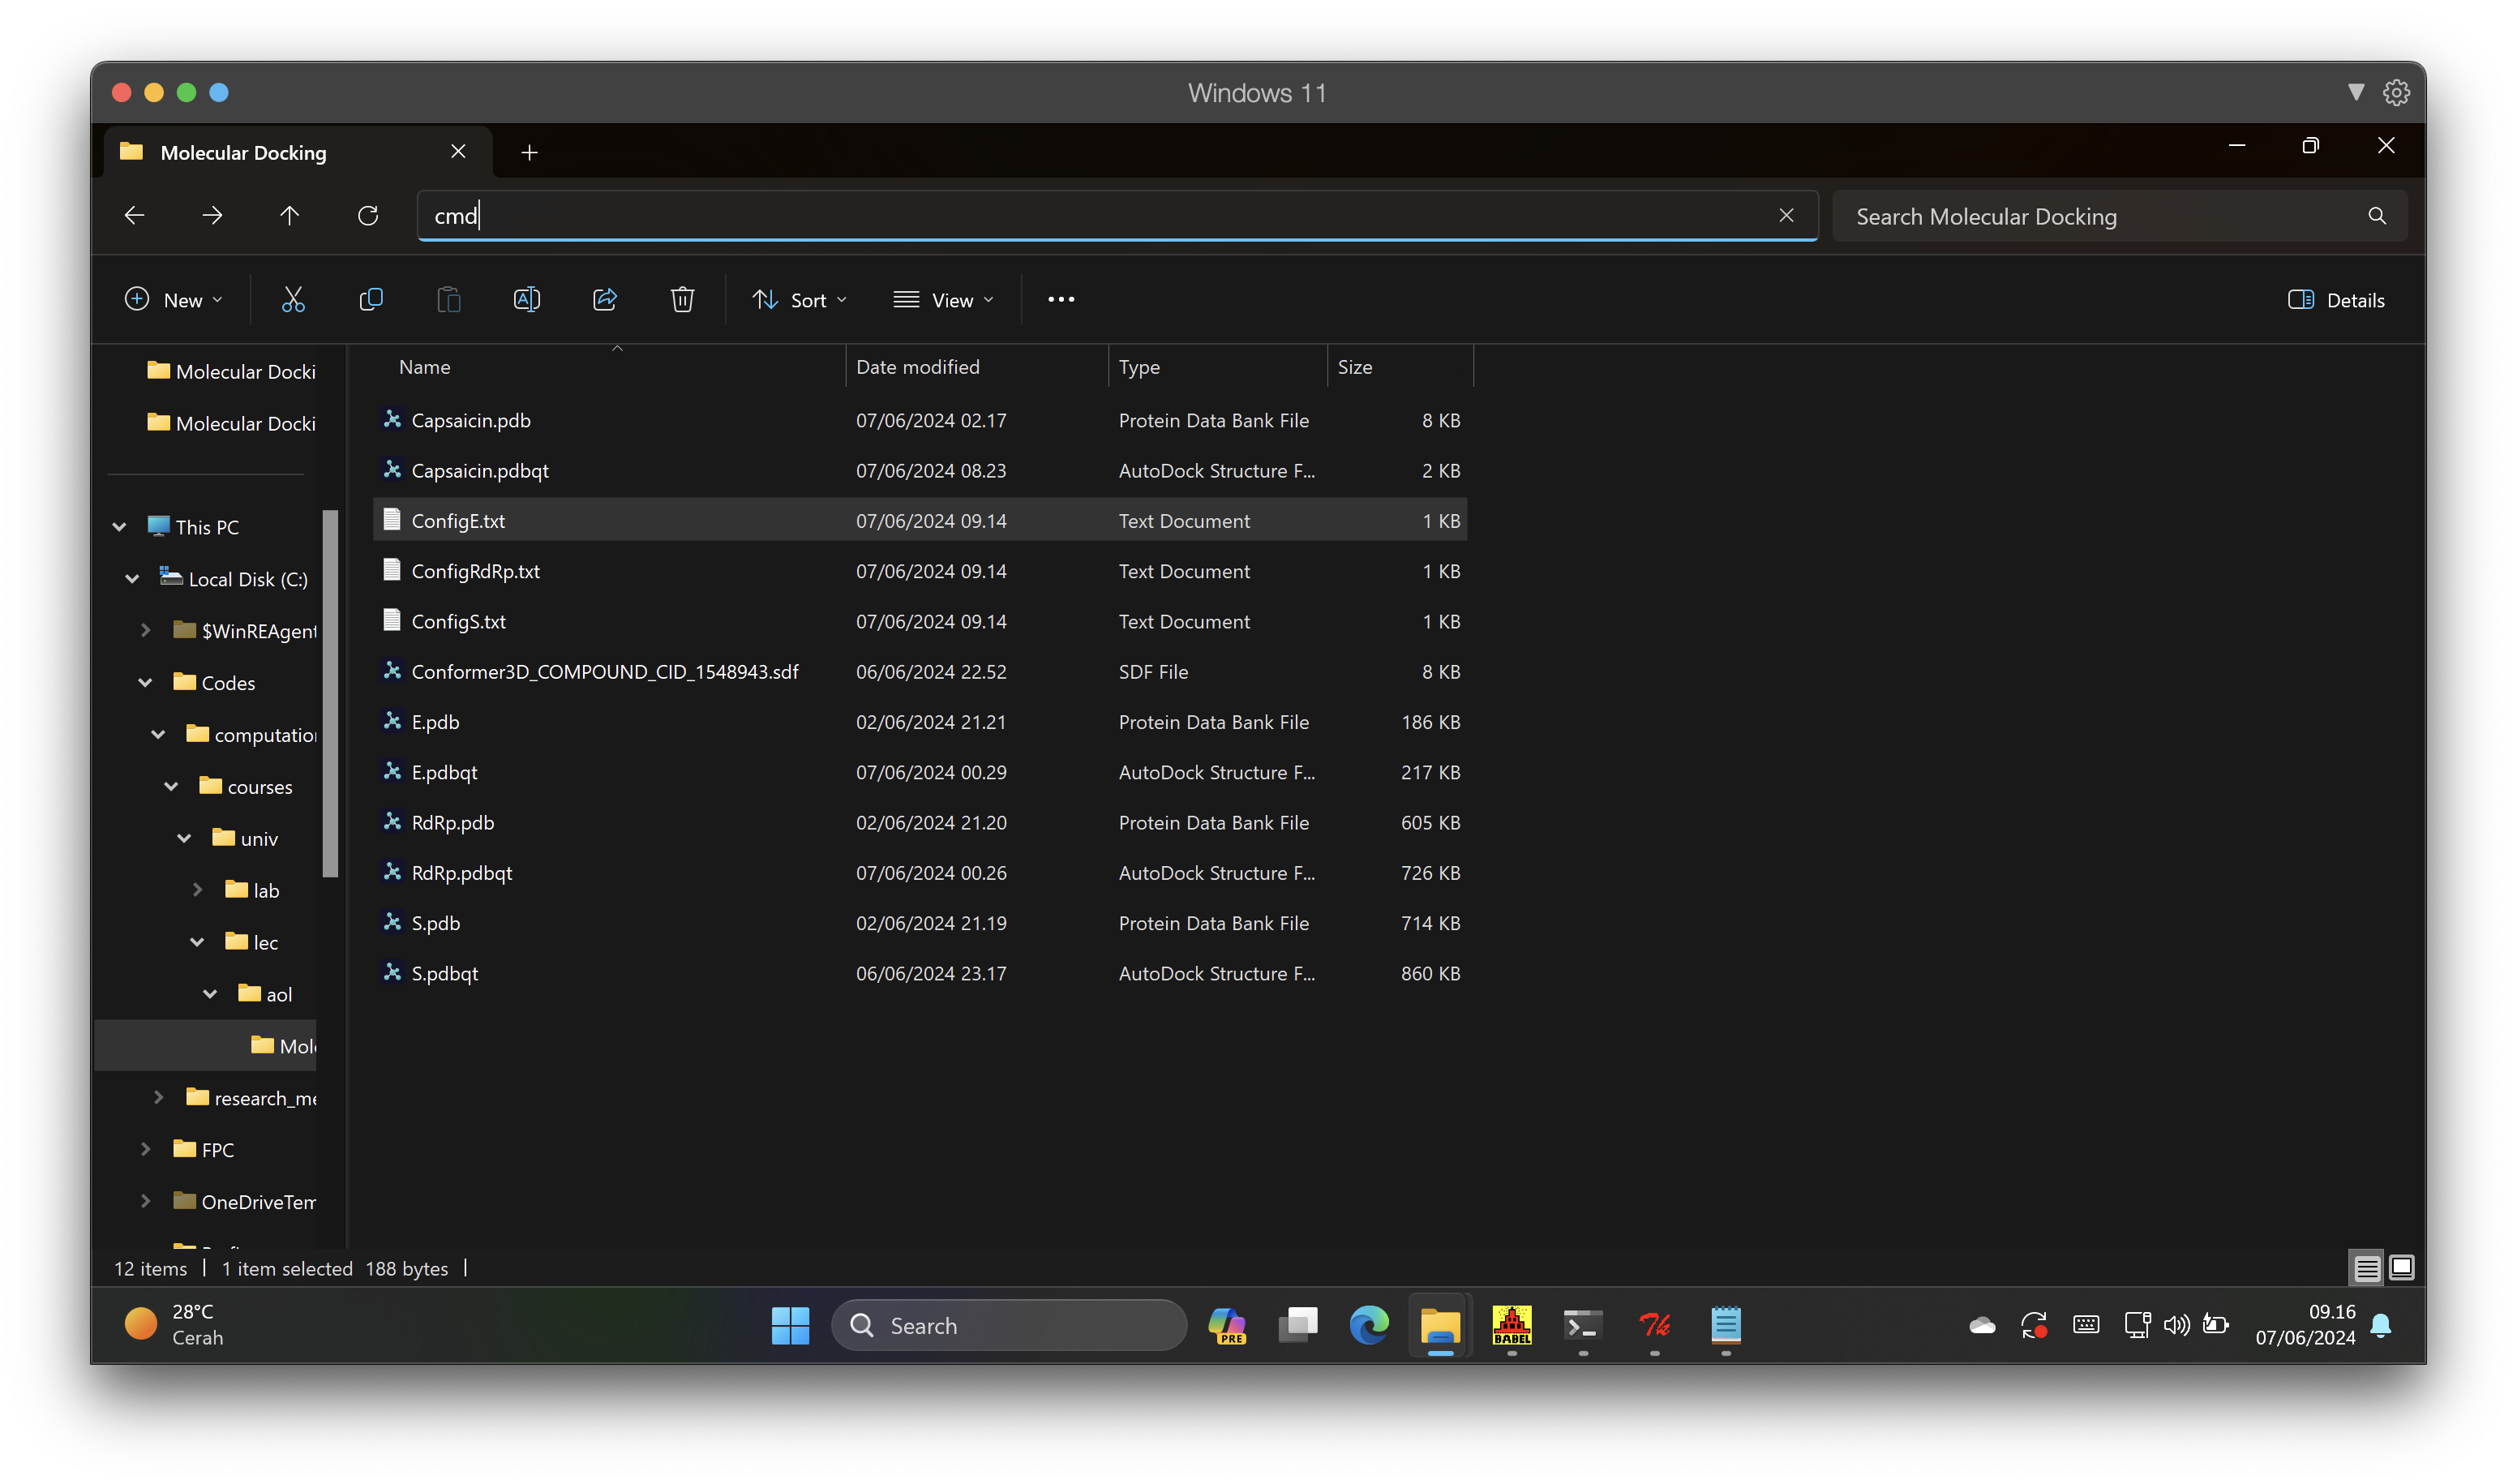 Windows 11
Molecular Docking
cmd
Search Molecular Docking
New
Sort
View
Details
Molecular Docki
Molecular Docki
This PC
Local Disk (C:)
$WinREAgent
Codes
computation
courses
univ
lab
lec
aol
Mole
research_me
FPC
OneDriveTem
Name Date modified Type Size
Capsaicin.pdb 07/06/2024 02.17 Protein Data Bank File 8 KB
Capsaicin.pdbqt 07/06/2024 08.23 AutoDock Structure F... 2 KB
ConfigE.txt 07/06/2024 09.14 Text Document 1 KB
ConfigRdRp.txt 07/06/2024 09.14 Text Document 1 KB
ConfigS.txt 07/06/2024 09.14 Text Document 1 KB
Conformer3D_COMPOUND_CID_1548943.sdf 06/06/2024 22.52 SDF File 8 KB
E.pdb 02/06/2024 21.21 Protein Data Bank File 186 KB
E.pdbqt 07/06/2024 00.29 AutoDock Structure F... 217 KB
RdRp.pdb 02/06/2024 21.20 Protein Data Bank File 605 KB
RdRp.pdbqt 07/06/2024 00.26 AutoDock Structure F... 726 KB
S.pdb 02/06/2024 21.19 Protein Data Bank File 714 KB
S.pdbqt 06/06/2024 23.17 AutoDock Structure F... 860 KB
12 items 1 item selected 188 bytes
28°C
Cerah
Search
PRE
BABEL
Tk
09.16
07/06/2024